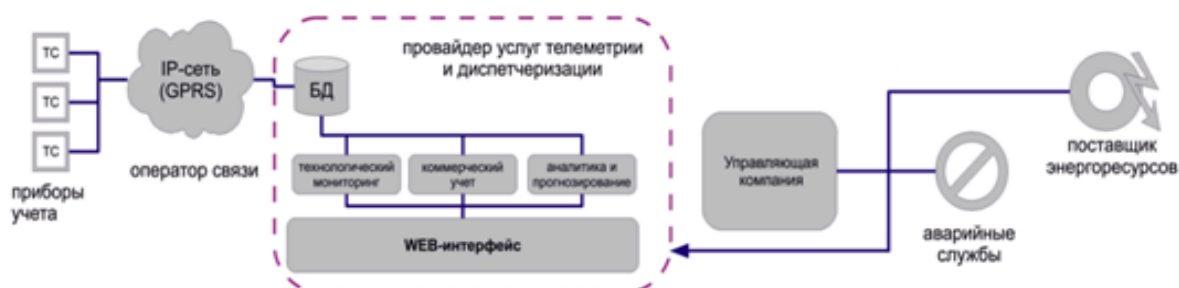 ТС
ТС
ТС
приборы
учета
IP-сеть
(GPRS)
оператор связи
провайдер услуг телеметрии
и диспетчеризации
БД
технологический
мониторинг
коммерческий
учет
аналитика и
прогнозирование
WEB-интерфейс
Управляющая
компания
аварийные
службы
поставщик
энергоресурсов